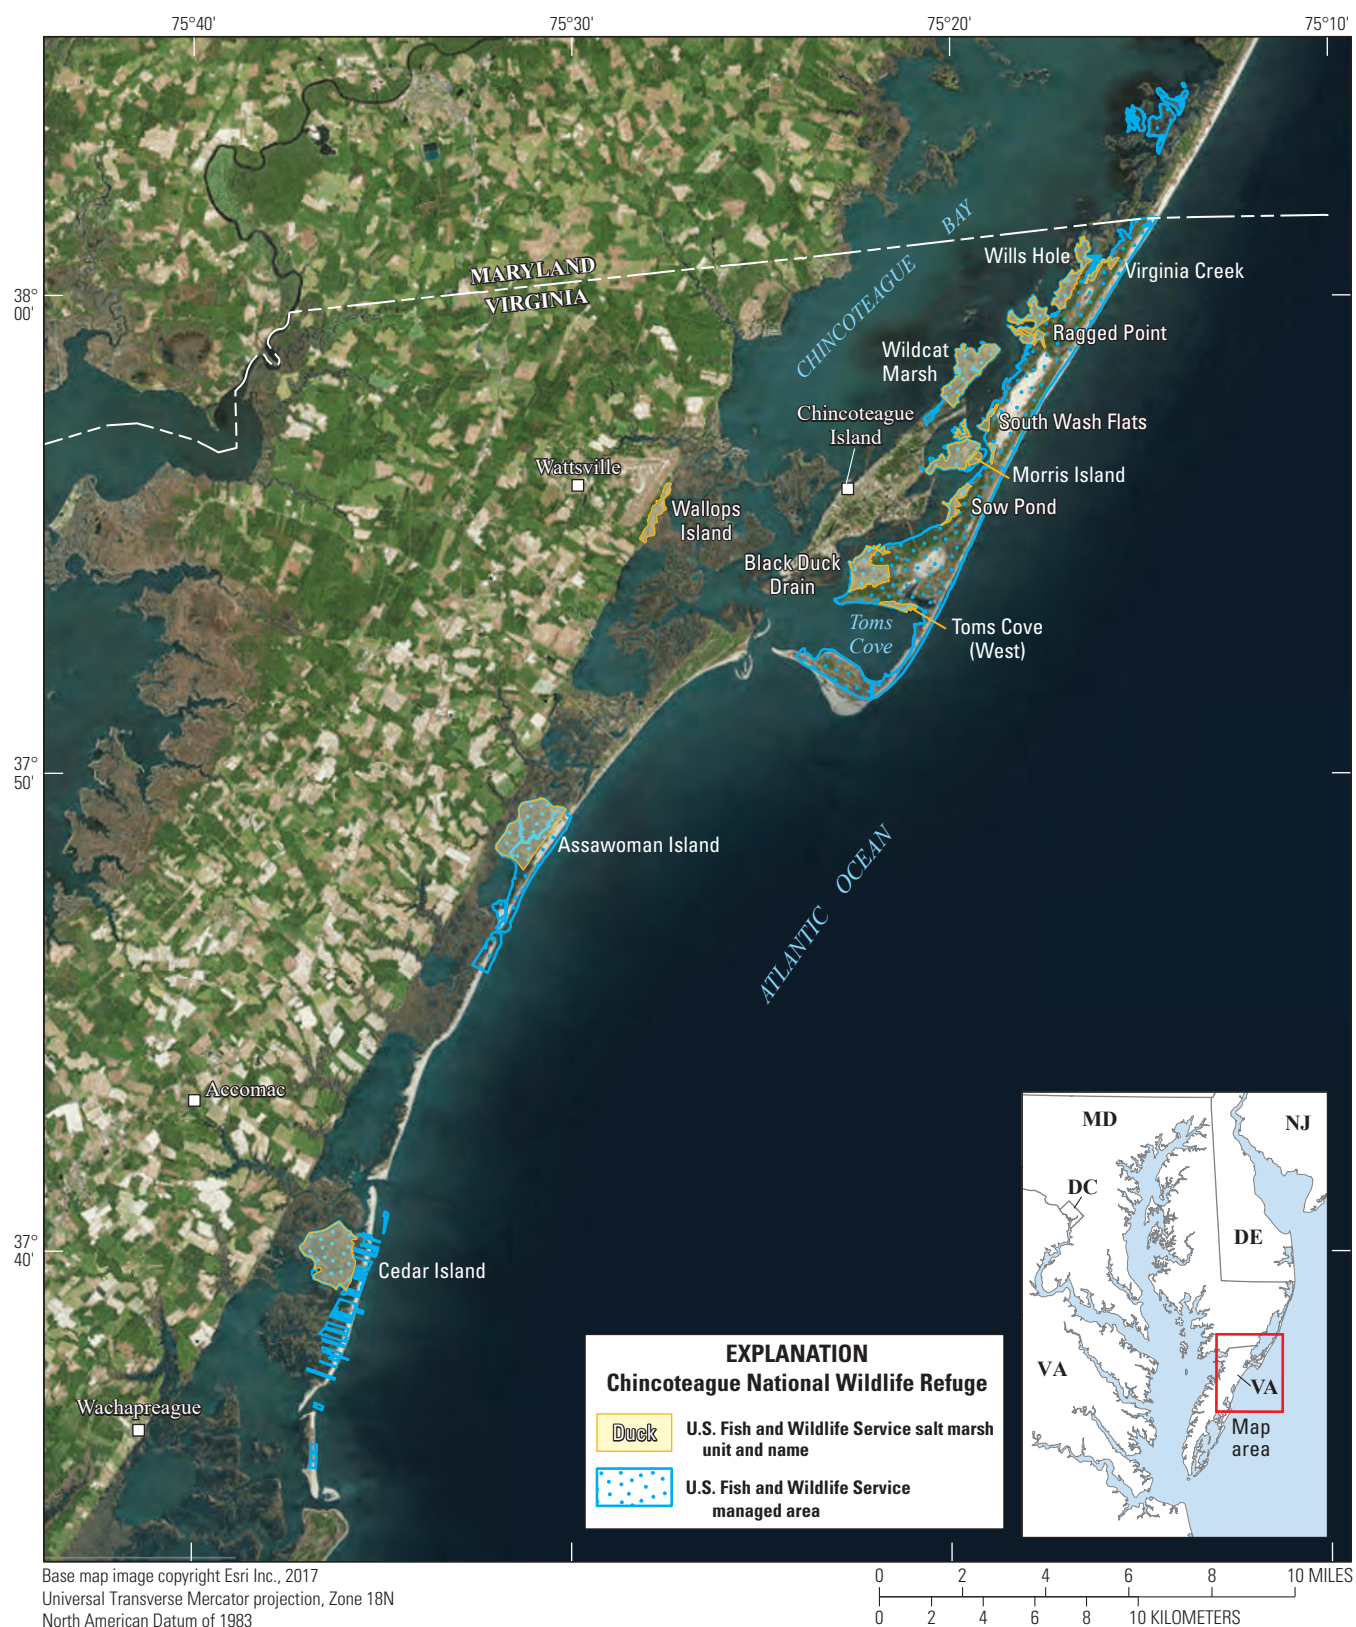 75°40'
75°30'
75°20'
75°10'
38°
00'
37°
50'
37°
40'
MARYLAND
VIRGINIA
CHINCOTEAGUE BAY
Wills Hole
Virginia Creek
Ragged Point
Wildcat
Marsh
Chincoteague
Island
South Wash Flats
Morris Island
Wattsville
Wallops
Island
Sow Pond
Black Duck
Drain
Toms
Cove
Toms Cove
(West)
Assawoman Island
ATLANTIC OCEAN
Accomac
Cedar Island
Wachapreague
EXPLANATION
Chincoteague National Wildlife Refuge
Duck
U.S. Fish and Wildlife Service salt marsh
unit and name
U.S. Fish and Wildlife Service
managed area
MD
NJ
DC
DE
VA
VA
Map
area
Base map image copyright Esri Inc., 2017
Universal Transverse Mercator projection, Zone 18N
North American Datum of 1983
0 2 4 6 8 10 MILES
0 2 4 6 8 10 KILOMETERS